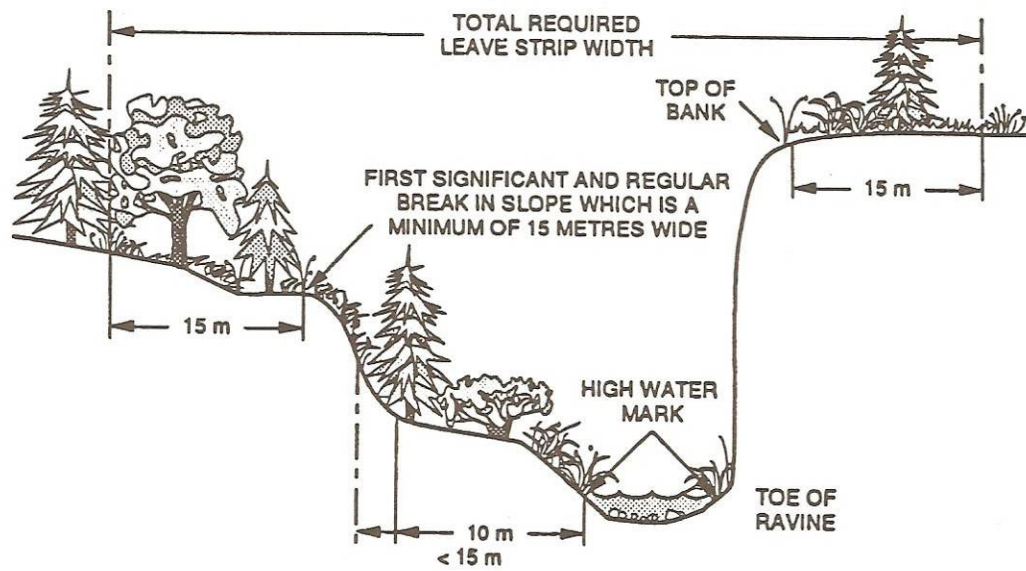 TOTAL REQUIRED
LEAVE STRIP WIDTH
TOP OF
BANK
FIRST SIGNIFICANT AND REGULAR
BREAK IN SLOPE WHICH IS A
MINIMUM OF 15 METRES WIDE
15 m
15 m
HIGH WATER
MARK
TOE OF
RAVINE
10 m
< 15 m